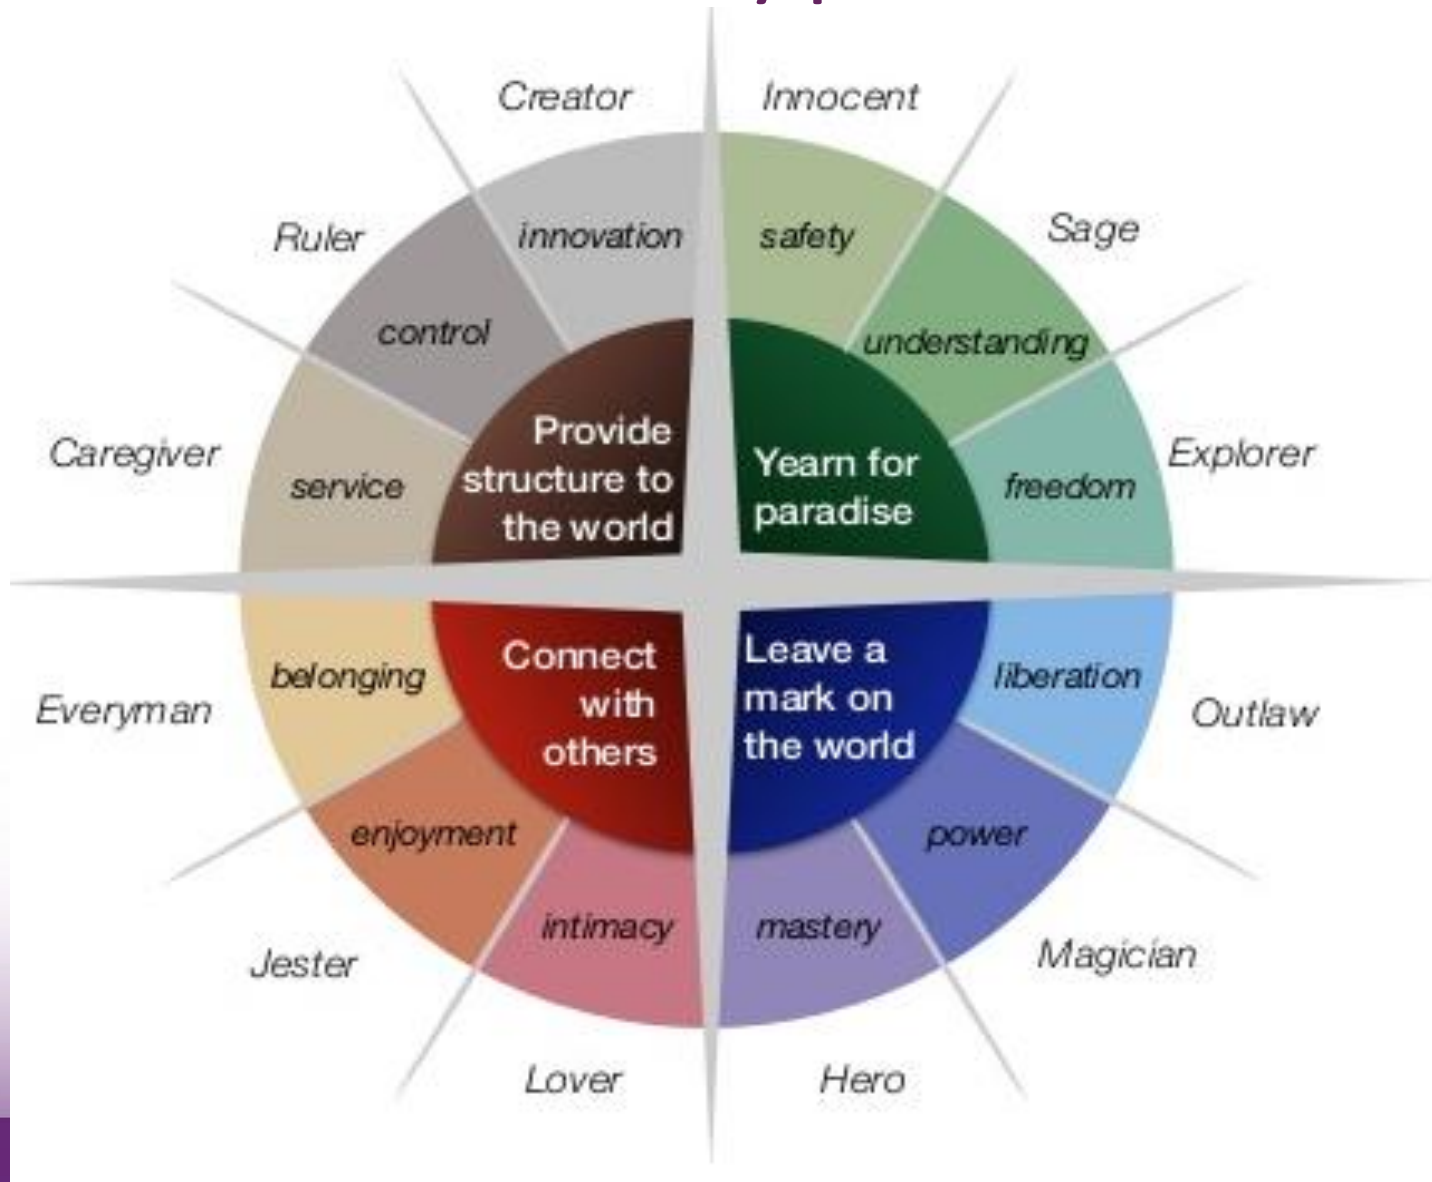 Creator
Innocent
Ruler
Sage
innovation
safety
control
understanding
Caregiver
Explorer
service
freedom
Provide
structure to
the world
Yearn for
paradise
Connect
with
others
Leave a
mark on
the world
belonging
liberation
Everyman
Outlaw
enjoyment
power
intimacy
mastery
Jester
Magician
Lover
Hero